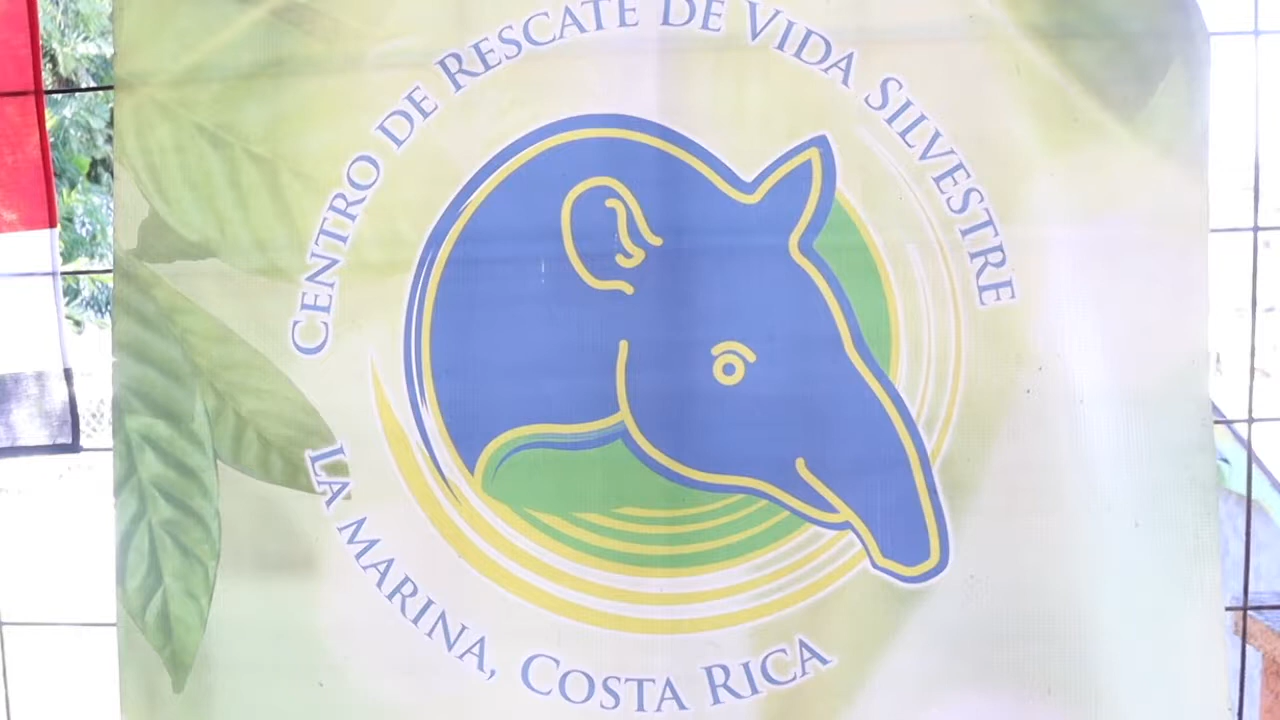 CENTRO DE RESCATE DE VIDA SILVESTRE
LA MARINA, COSTA RICA